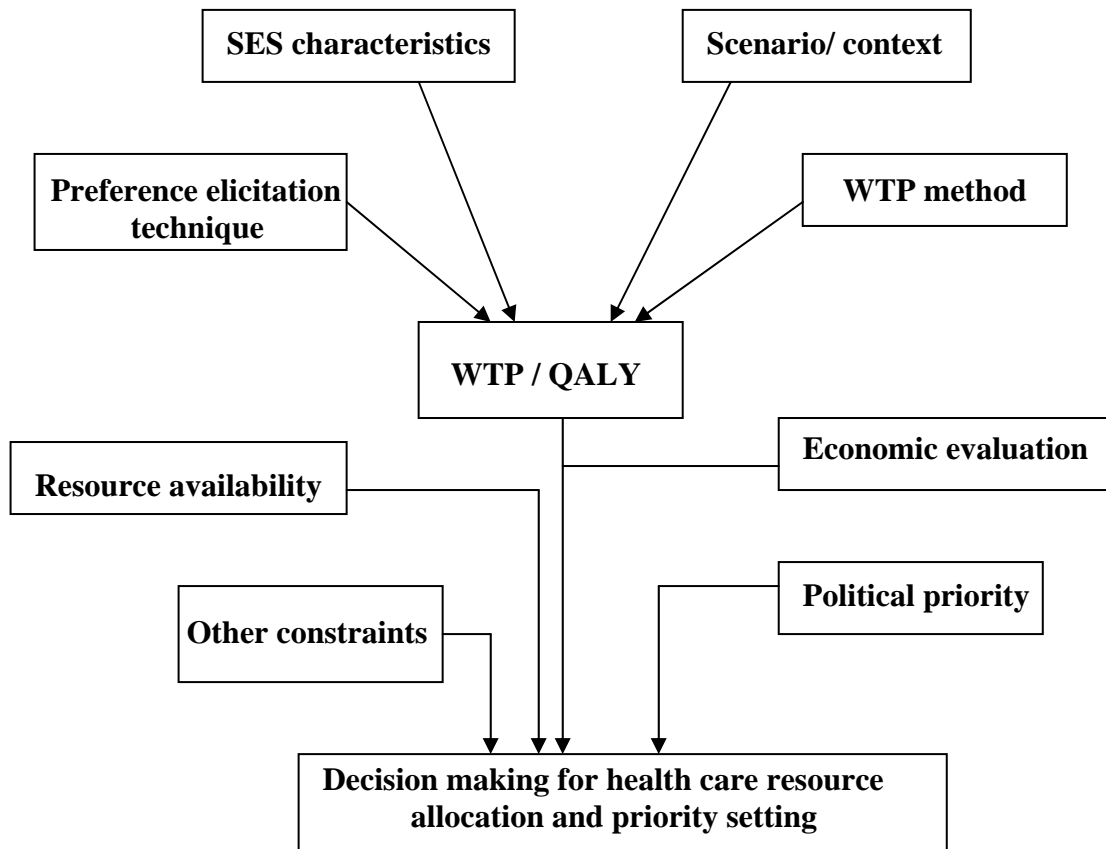 SES characteristics
Scenario/ context
Preference elicitation
technique
WTP method
WTP / QALY
Economic evaluation
Resource availability
Political priority
Other constraints
Decision making for health care resource
allocation and priority setting